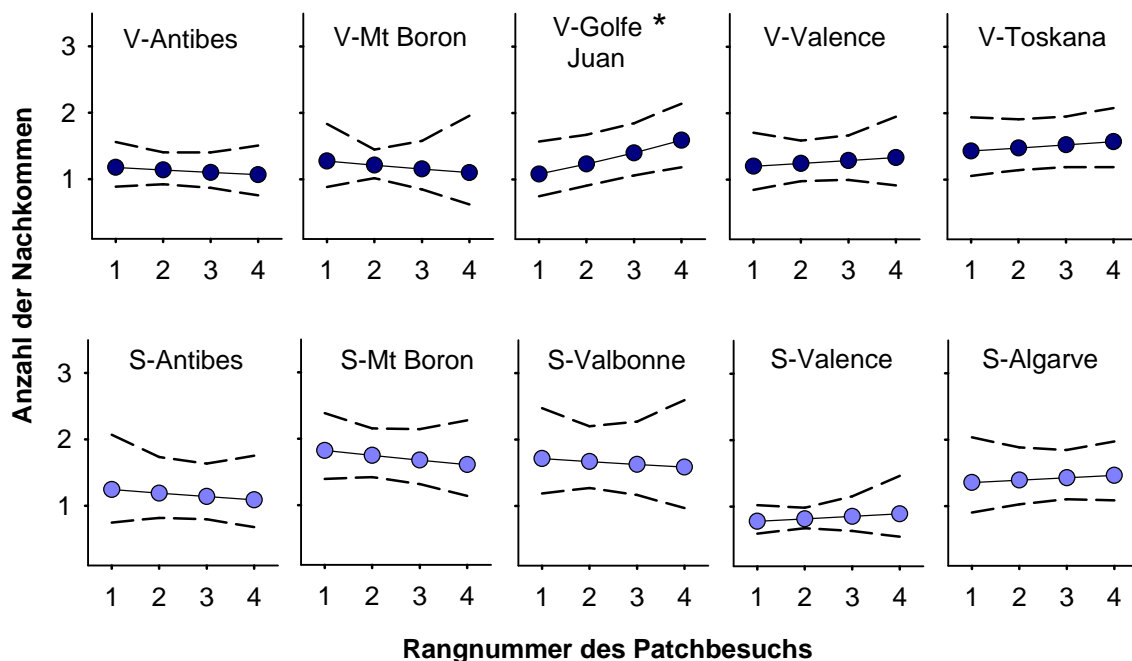 Anzahl der Nachkommen
V-Antibes
V-Mt Boron
V-Golfe *
Juan
V-Valence
V-Toskana
3
2
1
1 2 3 4
1 2 3 4
1 2 3 4
1 2 3 4
1 2 3 4
S-Antibes
S-Mt Boron
S-Valbonne
S-Valence
S-Algarve
3
2
1
1 2 3 4
1 2 3 4
1 2 3 4
1 2 3 4
1 2 3 4
Rangnummer des Patchbesuchs